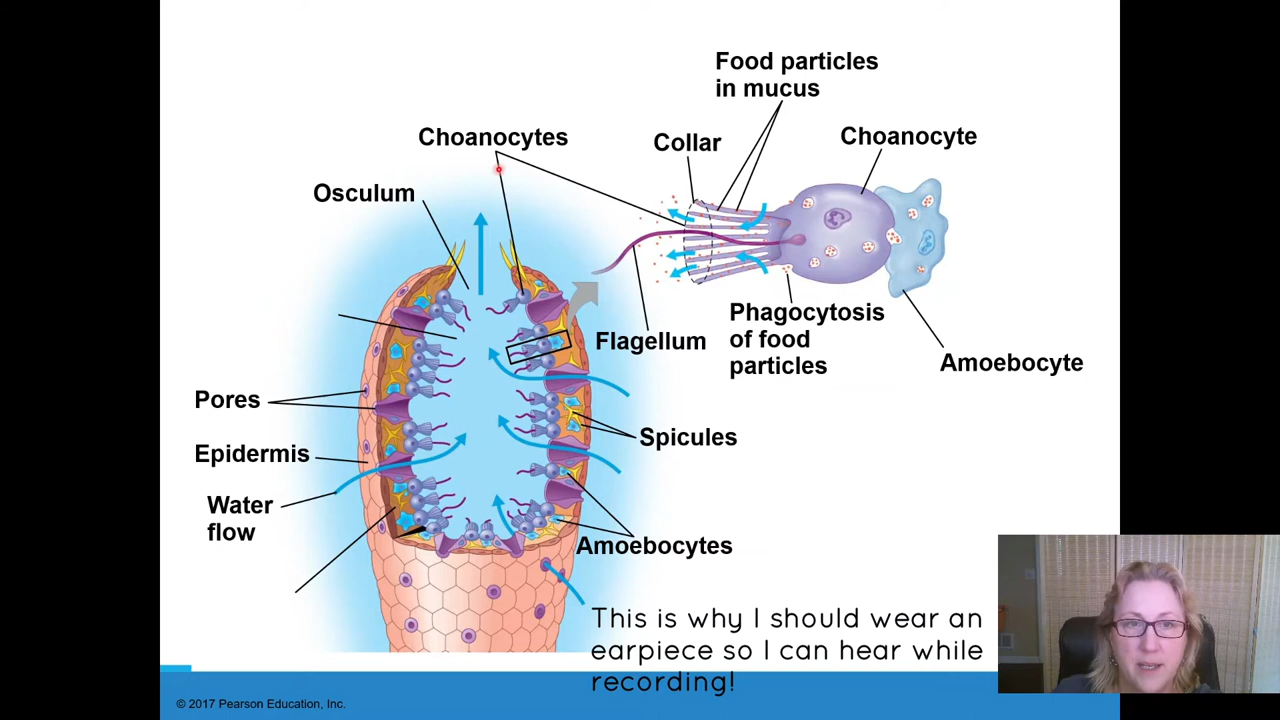 Food particles
in mucus
Choanocytes
Collar
Choanocyte
Osculum
Phagocytosis
of food
particles
Flagellum
Amoebocyte
Pores
Spicules
Epidermis
Water
flow
Amoebocytes
This is why I should wear an
earpiece so I can hear while
recording!
© 2017 Pearson Education, Inc.